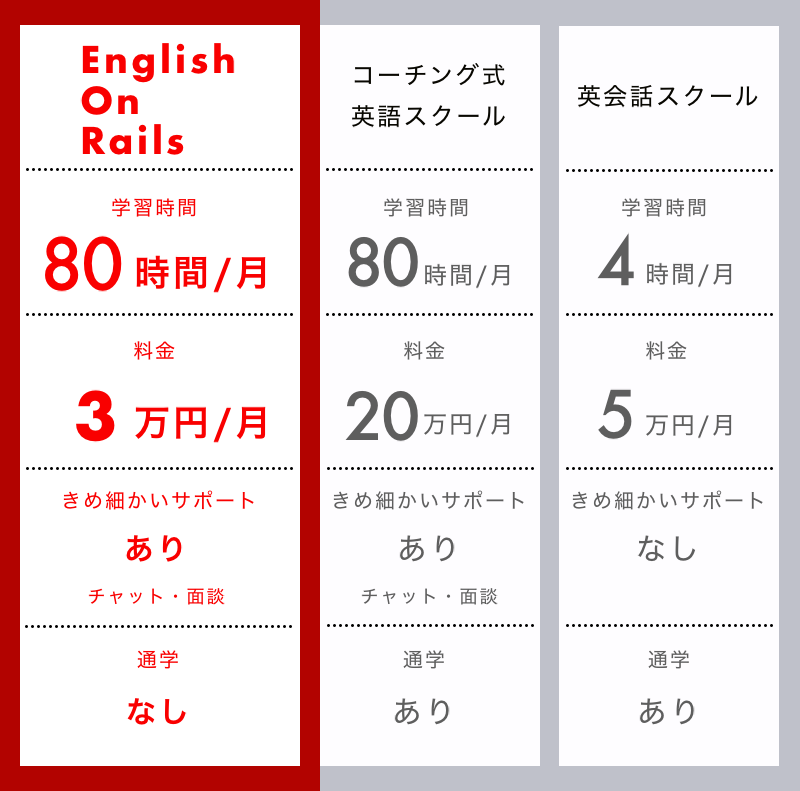 English
On
Rails
学習時間
80 時間/月
料金
3 万円/月
きめ細かいサポート
あり
チャット・面談
通学
なし
コーチング式
英語スクール
学習時間
80 時間/月
料金
20 万円/月
きめ細かいサポート
あり
チャット・面談
通学
あり
英会話スクール
学習時間
4 時間/月
料金
5 万円/月
きめ細かいサポート
なし
通学
あり